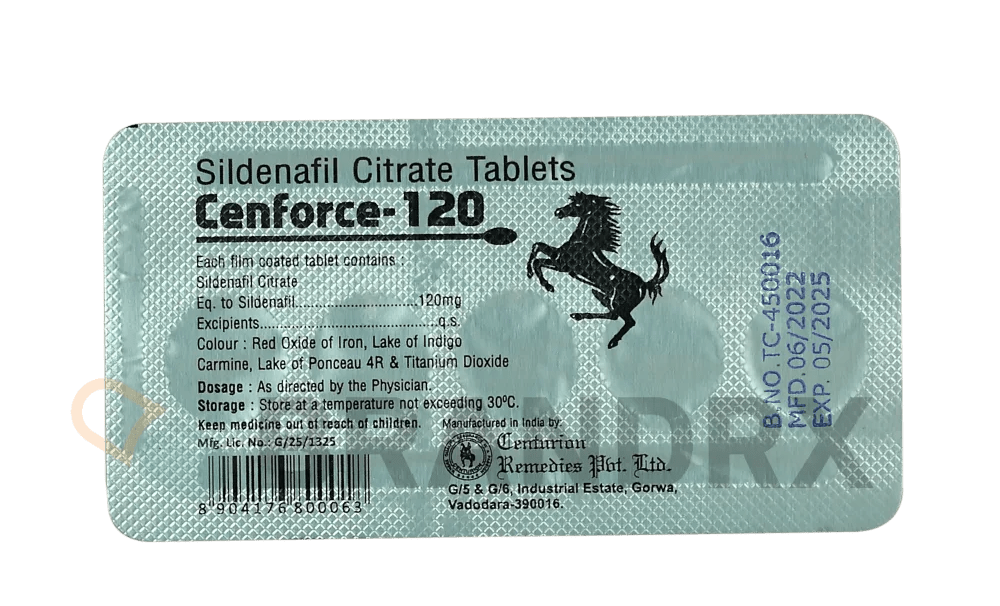 Sildenafil Citrate Tablets
Cenforce-120
Each film coated tablet contains :
Sildenafil Citrate
Eq. to Sildenafil..............................120mg
Excipients............................................q.s.
Colour : Red Oxide of Iron, Lake of Indigo
Carmine, Lake of Ponceau 4R & Titanium Dioxide
Dosage : As directed by the Physician.
Storage : Store at a temperature not exceeding 30⁰C.
Keep medicine out of reach of children.
Mfg. Lic. No.: G/25/1325
8 904176 800063
Manufactured in India by:
Centurion
Remedies Pvt. Ltd.
G/5 & G/6, Industrial Estate, Gorwa,
Vadodara-390016.
B.NO.TC-450016
MFD.06/2022
EXP. 05/2025